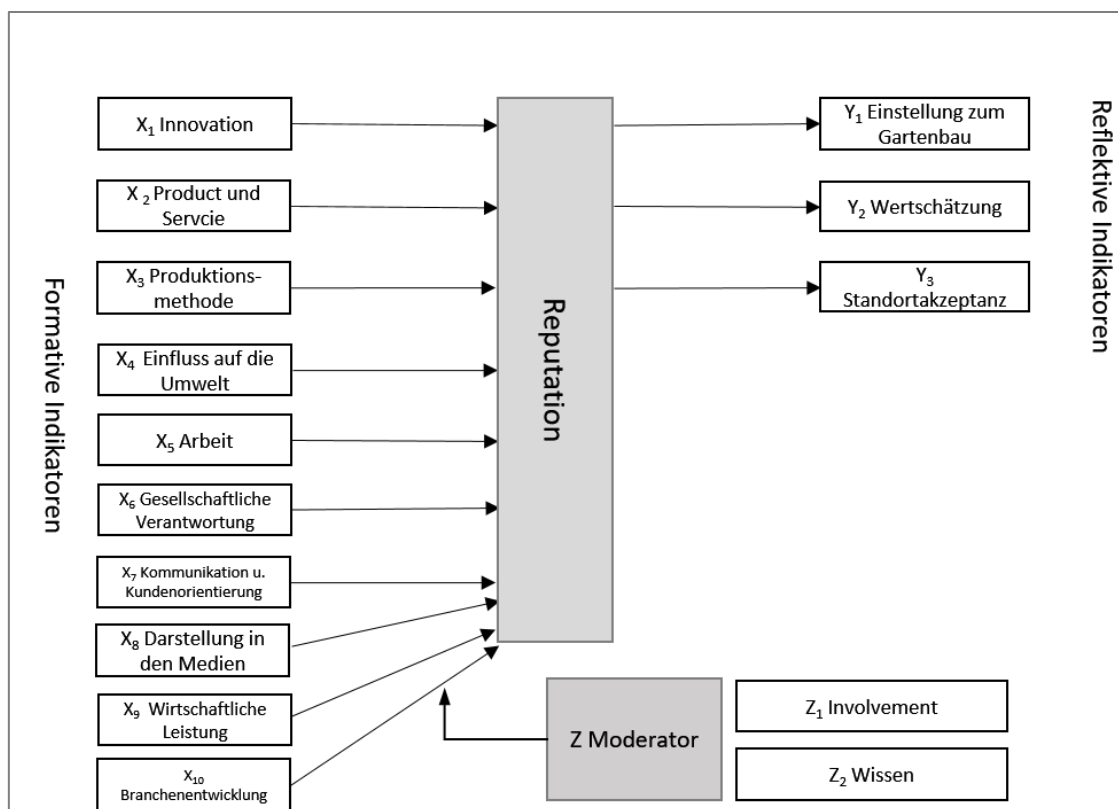 Formative Indikatoren
X₁ Innovation
X ₂ Product und
Servcie
X₃ Produktions-
methode
X₄ Einfluss auf die
Umwelt
X₅ Arbeit
X₆ Gesellschaftliche
Verantwortung
X₇ Kommunikation u.
Kundenorientierung
X₈ Darstellung in
den Medien
X₉ Wirtschaftliche
Leistung
X₁₀
Branchenentwicklung
Reputation
Y₁ Einstellung zum
Gartenbau
Y₂ Wertschätzung
Y₃
Standortakzeptanz
Reflektive Indikatoren
Z Moderator
Z₁ Involvement
Z₂ Wissen